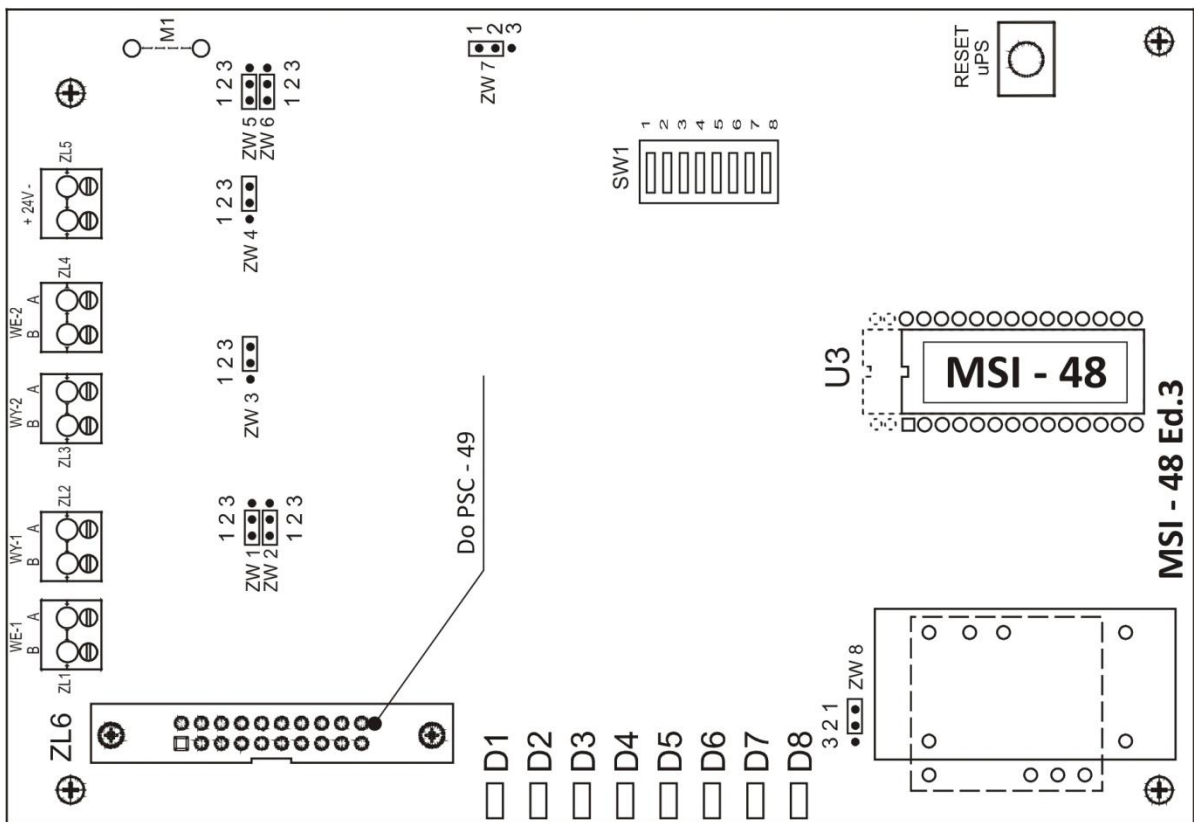 M1
1
2
3
ZW 7
RESET
uPS
1 2 3
ZW 5
ZW 6
1 2 3
SW1
1
2
3
4
5
6
7
8
+ 24V -
ZL5
1 2 3
ZW 4
WE-2
B A
ZL4
1 2 3
ZW 3
WY-2
B A
ZL3
U3
MSI - 48
MSI - 48 Ed.3
WY-1
B A
ZL2
1 2 3
ZW 1
ZW 2
1 2 3
Do PSC - 49
WE-1
B A
ZL1
ZL6
3 2 1
ZW 8
D1
D2
D3
D4
D5
D6
D7
D8